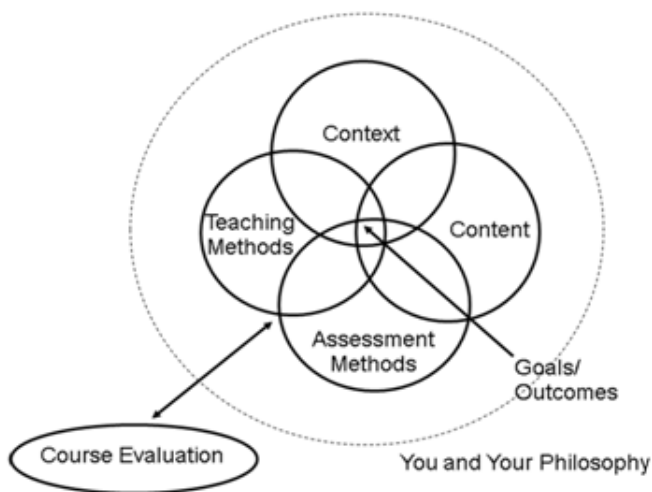 Context
Teaching
Methods
Content
Assessment
Methods
Goals/
Outcomes
Course Evaluation
You and Your Philosophy